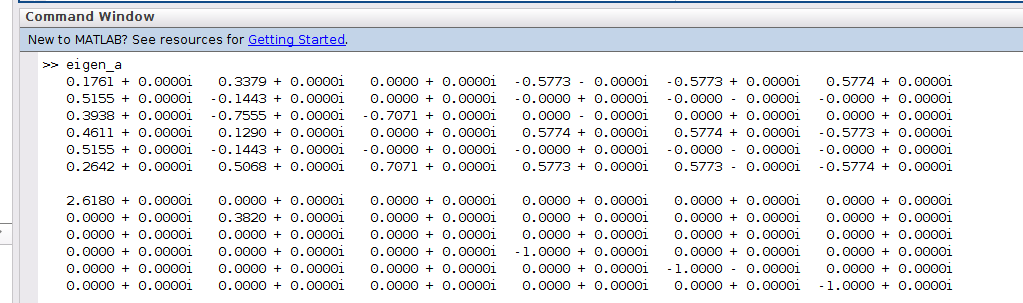 Command Window
New to MATLAB? See resources for Getting Started.
>> eigen_a
0.1761 + 0.0000i 0.3379 + 0.0000i 0.0000 + 0.0000i -0.5773 - 0.0000i -0.5773 + 0.0000i 0.5774 + 0.0000i
0.5155 + 0.0000i -0.1443 + 0.0000i 0.0000 + 0.0000i -0.0000 + 0.0000i -0.0000 - 0.0000i -0.0000 + 0.0000i
0.3938 + 0.0000i -0.7555 + 0.0000i -0.7071 + 0.0000i 0.0000 - 0.0000i 0.0000 + 0.0000i 0.0000 + 0.0000i
0.4611 + 0.0000i 0.1290 + 0.0000i 0.0000 + 0.0000i 0.5774 + 0.0000i 0.5774 + 0.0000i -0.5773 + 0.0000i
0.5155 + 0.0000i -0.1443 + 0.0000i -0.0000 + 0.0000i -0.0000 + 0.0000i -0.0000 - 0.0000i -0.0000 + 0.0000i
0.2642 + 0.0000i 0.5068 + 0.0000i 0.7071 + 0.0000i 0.5773 + 0.0000i 0.5773 - 0.0000i -0.5774 + 0.0000i
2.6180 + 0.0000i 0.0000 + 0.0000i 0.0000 + 0.0000i 0.0000 + 0.0000i 0.0000 + 0.0000i 0.0000 + 0.0000i
0.0000 + 0.0000i 0.3820 + 0.0000i 0.0000 + 0.0000i 0.0000 + 0.0000i 0.0000 + 0.0000i 0.0000 + 0.0000i
0.0000 + 0.0000i 0.0000 + 0.0000i 0.0000 + 0.0000i 0.0000 + 0.0000i 0.0000 + 0.0000i 0.0000 + 0.0000i
0.0000 + 0.0000i 0.0000 + 0.0000i 0.0000 + 0.0000i -1.0000 + 0.0000i 0.0000 + 0.0000i 0.0000 + 0.0000i
0.0000 + 0.0000i 0.0000 + 0.0000i 0.0000 + 0.0000i 0.0000 + 0.0000i -1.0000 - 0.0000i 0.0000 + 0.0000i
0.0000 + 0.0000i 0.0000 + 0.0000i 0.0000 + 0.0000i 0.0000 + 0.0000i 0.0000 + 0.0000i -1.0000 + 0.0000i